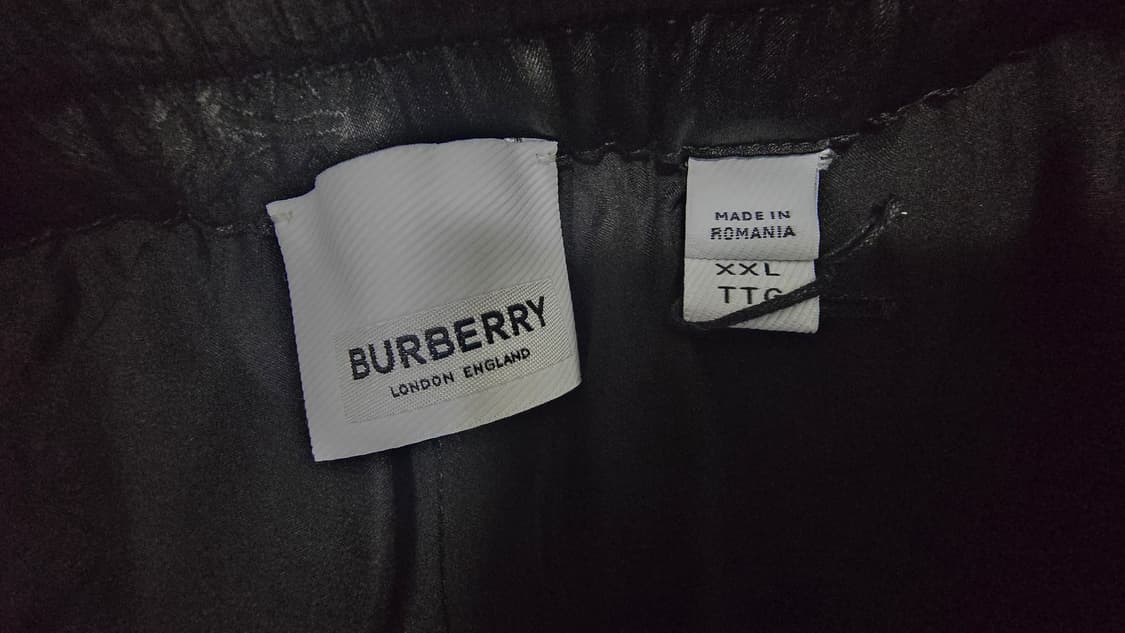 BURBERRY
LONDON ENGLAND
MADE IN
ROMANIA
XXL
TTG